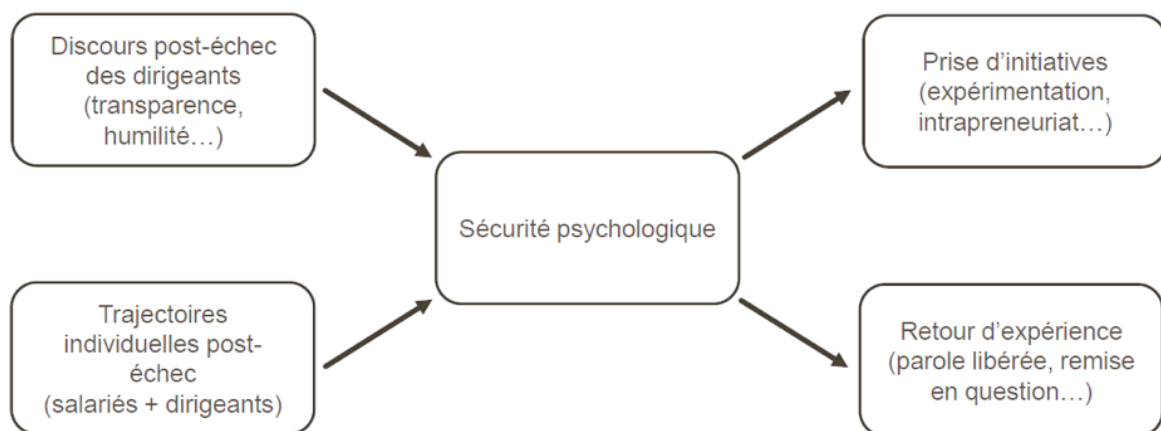 Discours post-échec
des dirigeants
(transparence,
humilité…)
Trajectoires
individuelles post-
échec
(salariés + dirigeants)
Sécurité psychologique
Prise d’initiatives
(expérimentation,
intrapreneuriat…)
Retour d’expérience
(parole libérée, remise
en question…)